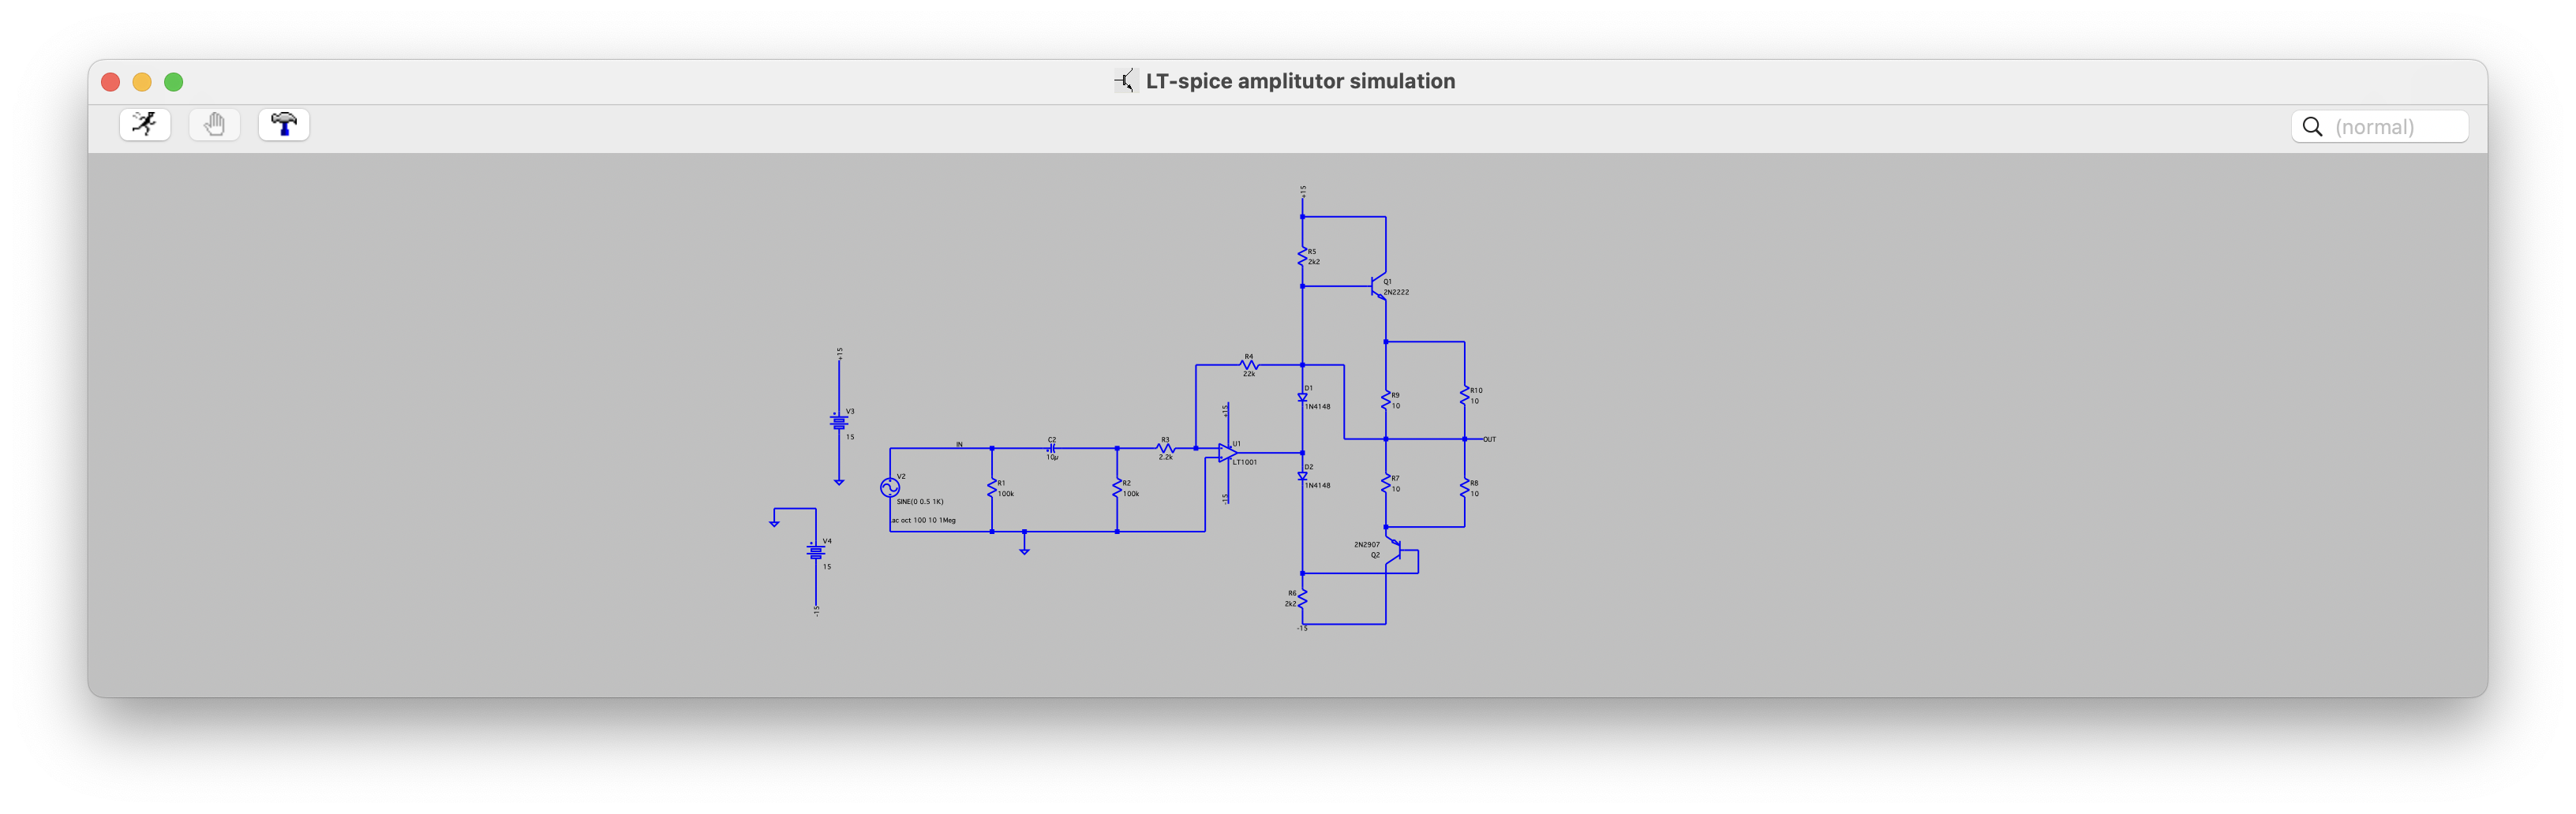 LT-spice amplitutor simulation
(normal)
+15
R5
2k2
Q1
2N2222
+15
R4
22k
R9
10
R10
10
D1
1N4148
V3
15
+15
IN
C2
10µ
R3
2.2k
U1
LT1001
OUT
D2
1N4148
V2
SINE(0 0.5 1K)
ac oct 100 10 1Meg
R1
100k
R2
100k
-15
R7
10
R8
10
V4
15
2N2907
Q2
-15
R6
2k2
-15